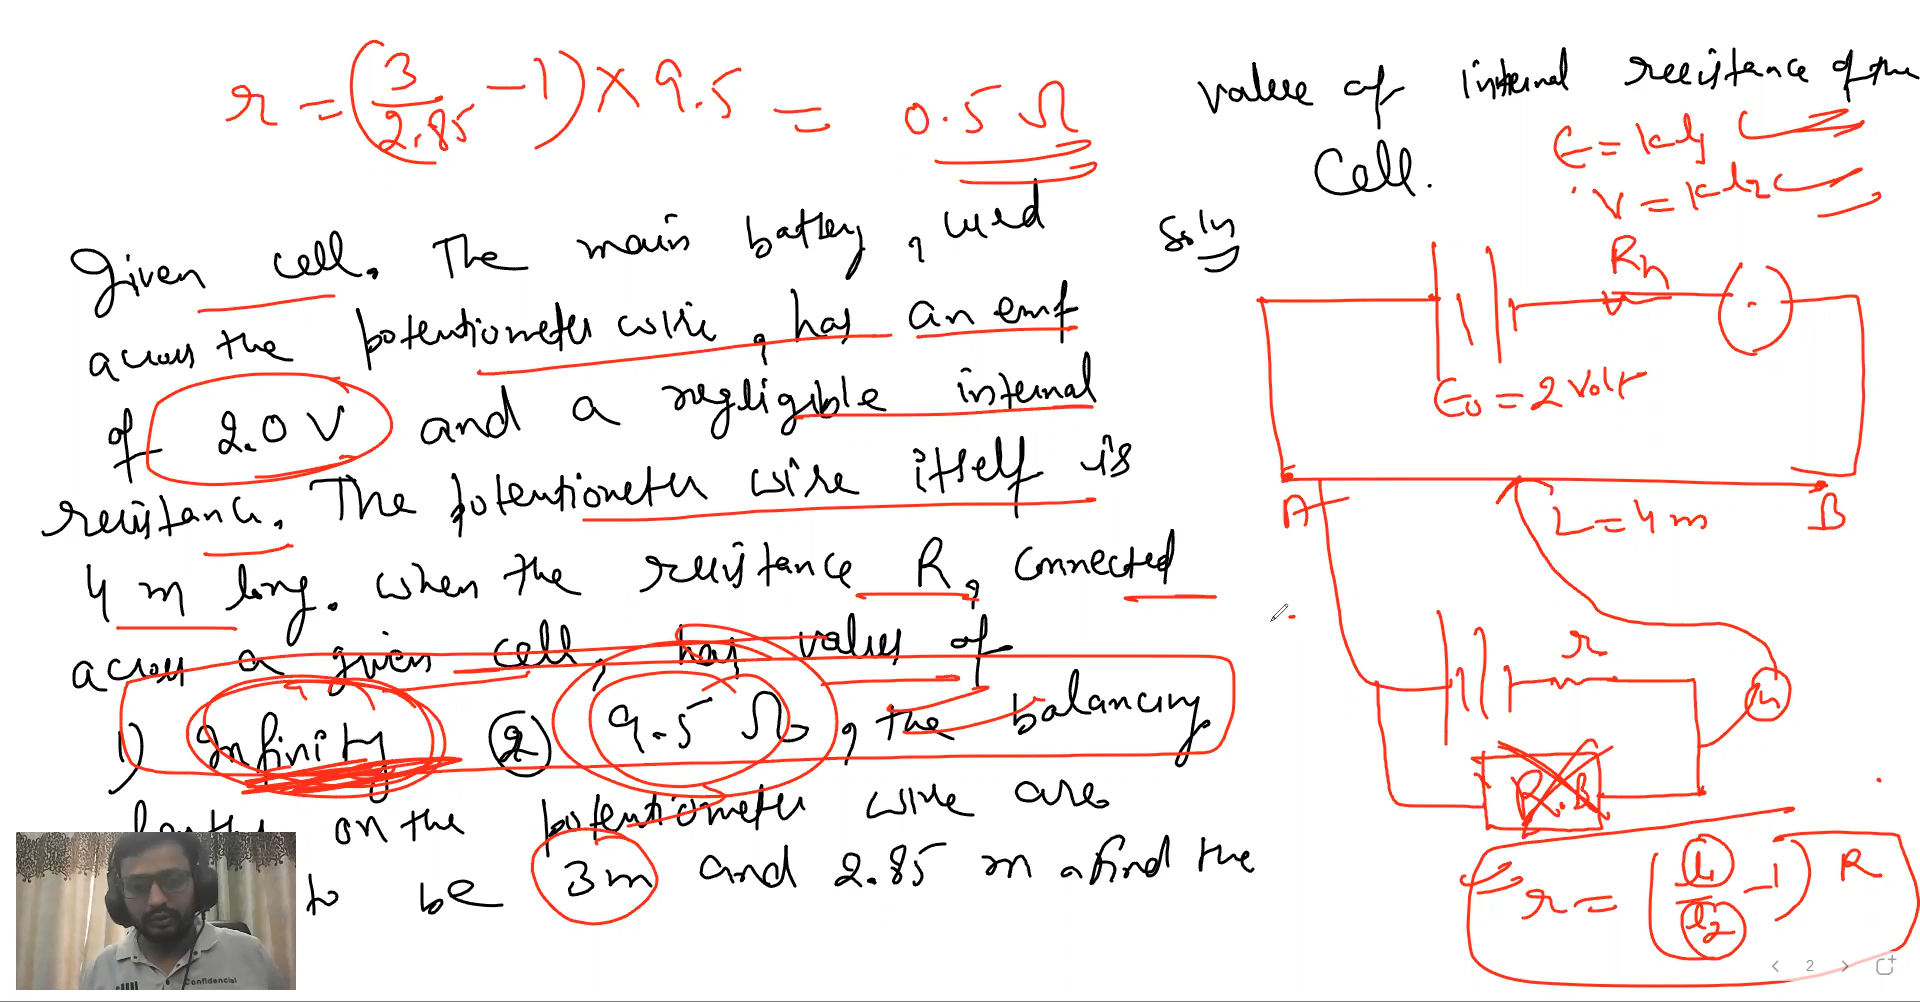 r = (3/2.85 - 1) × 9.5 = 0.5 Ω
Given cell. The main battery, used
across the potentiometer wire, has an emf
of 2.0 V and a negligible internal
resistance. The potentiometer wire itself is
4 m long. when the resistance R, connected
across a given cell, has values of
1) Infinity (2) 9.5 Ω, the balancing
on the potentiometer wire are
to be 3m and 2.85 m find the
value of internal resistance of the
Cell.
E = kl1
V = kl2
Soln
Rh
E0 = 2 Volt
A
L = 4 m
B
r
R.B
r = (l1/l2 - 1) R
Confidencial
2